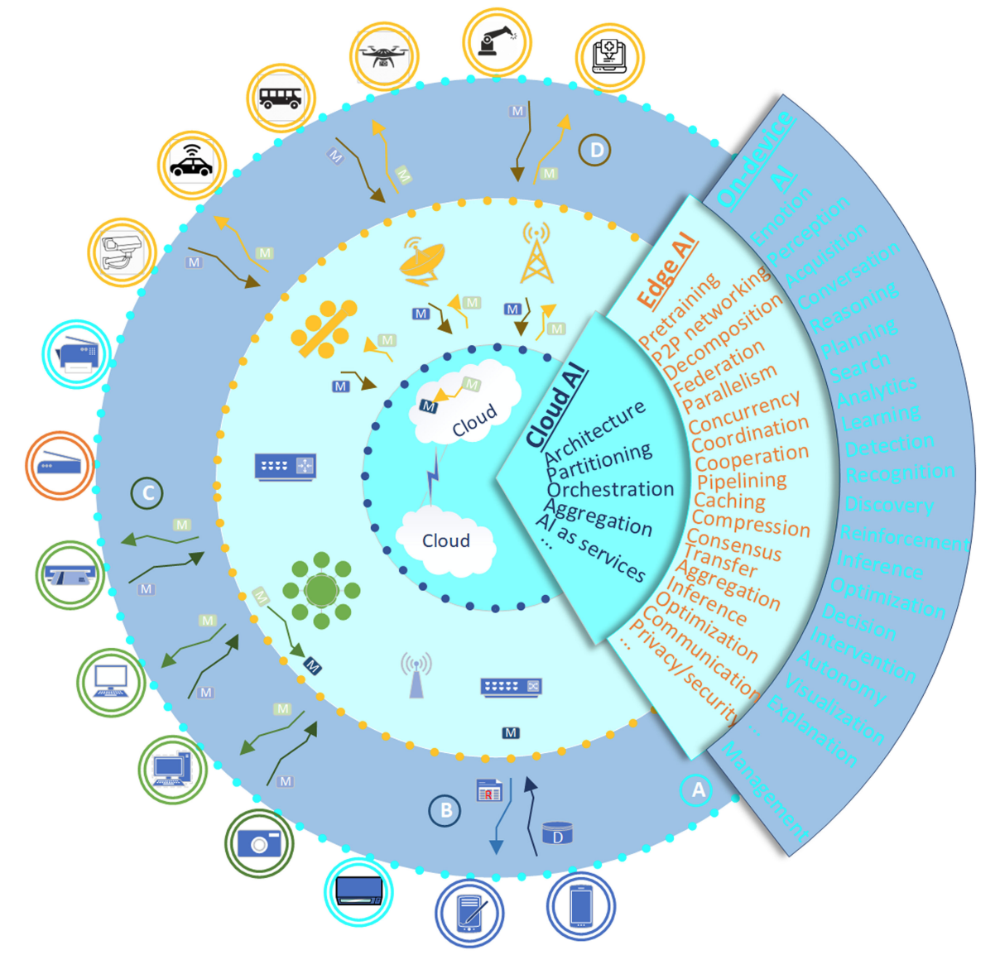 On-device
AI
Emotion
Perception
Acquisition
Conversation
Reasoning
Planning
Search
Analytics
Learning
Detection
Recognition
Discovery
Reinforcement
Inference
Optimization
Decision
Intervention
Autonomy
Visualization
Explanation
...
Management
Edge AI
Pretraining
P2P networking
Decomposition
Federation
Parallelism
Concurrency
Coordination
Cooperation
Pipelining
Caching
Compression
Consensus
Transfer
Aggregation
Inference
Optimization
Communication
Privacy/security
...
Cloud AI
Architecture
Partitioning
Orchestration
Aggregation
AI as services
...
Cloud
Cloud
M
M
M
M
D
M
M
M
M
M
M
M
M
M
M
M
M
C
M
M
M
M
M
M
M
M
M
A
B
R
D